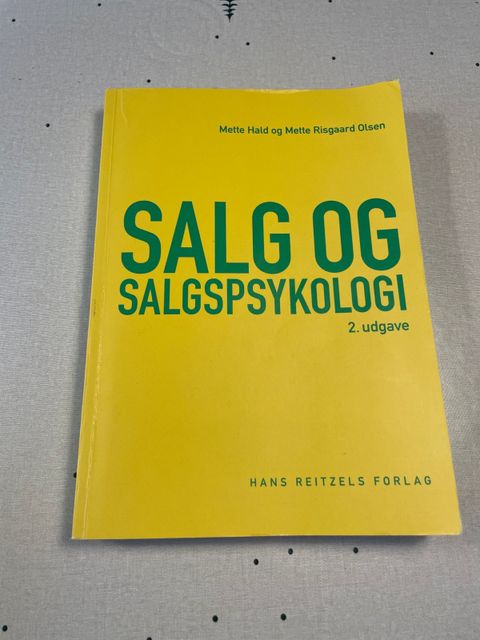 Mette Hald og Mette Risgaard Olsen
SALG OG
SALGSPSYKOLOGI
2. udgave
HANS REITZELS FORLAG